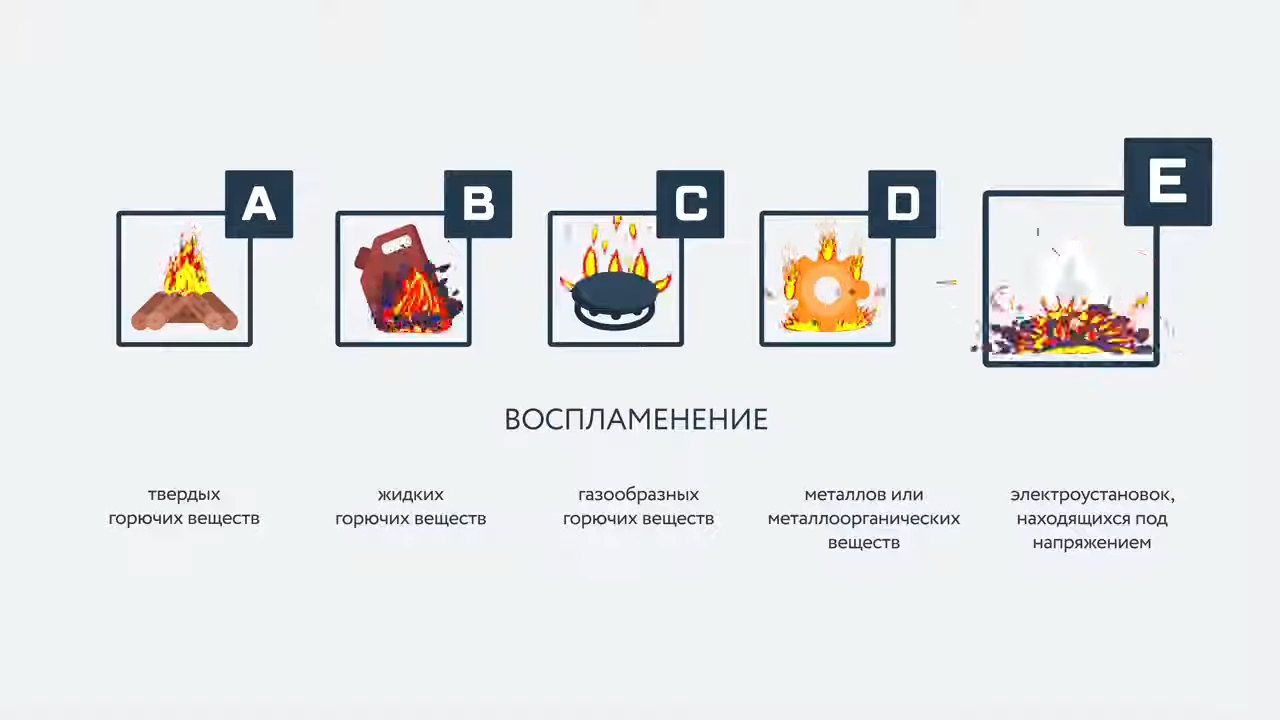 A
B
C
D
E
ВОСПЛАМЕНЕНИЕ
твердых
горючих веществ
жидких
горючих веществ
газообразных
горючих веществ
металлов или
металлоорганических
веществ
электроустановок,
находящихся под
напряжением